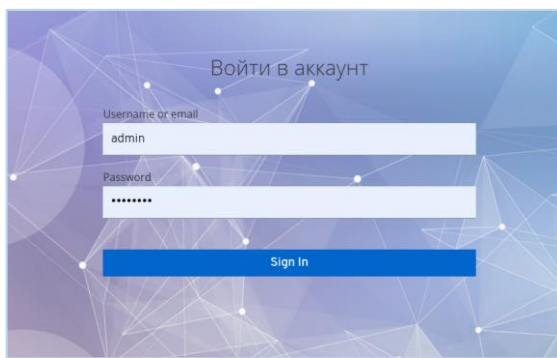 Войти в аккаунт
Username or email
admin
Password
••••••••
Sign In